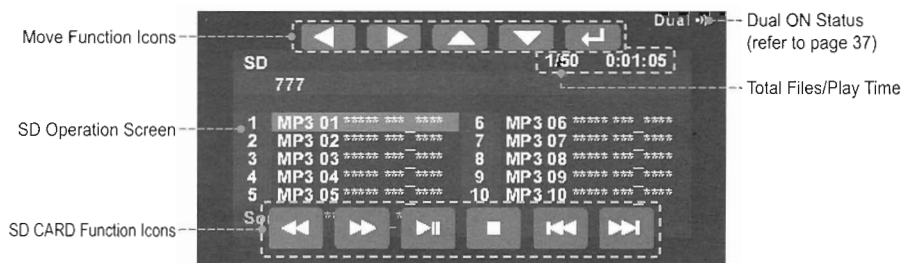 Move Function Icons
Dual
Dual ON Status
(refer to page 37)
SD
1/50 0:01:05
777
Total Files/Play Time
SD Operation Screen
1 MP3 01 **** ***_****
6 MP3 06 **** ***_****
2 MP3 02 **** ***_****
7 MP3 07 **** ***_****
3 MP3 03 **** ***_****
8 MP3 08 **** ***_****
4 MP3 04 **** ***_****
9 MP3 09 **** ***_****
5 MP3 05 **** ***_****
10 MP3 10 **** ***_****
SD CARD Function Icons